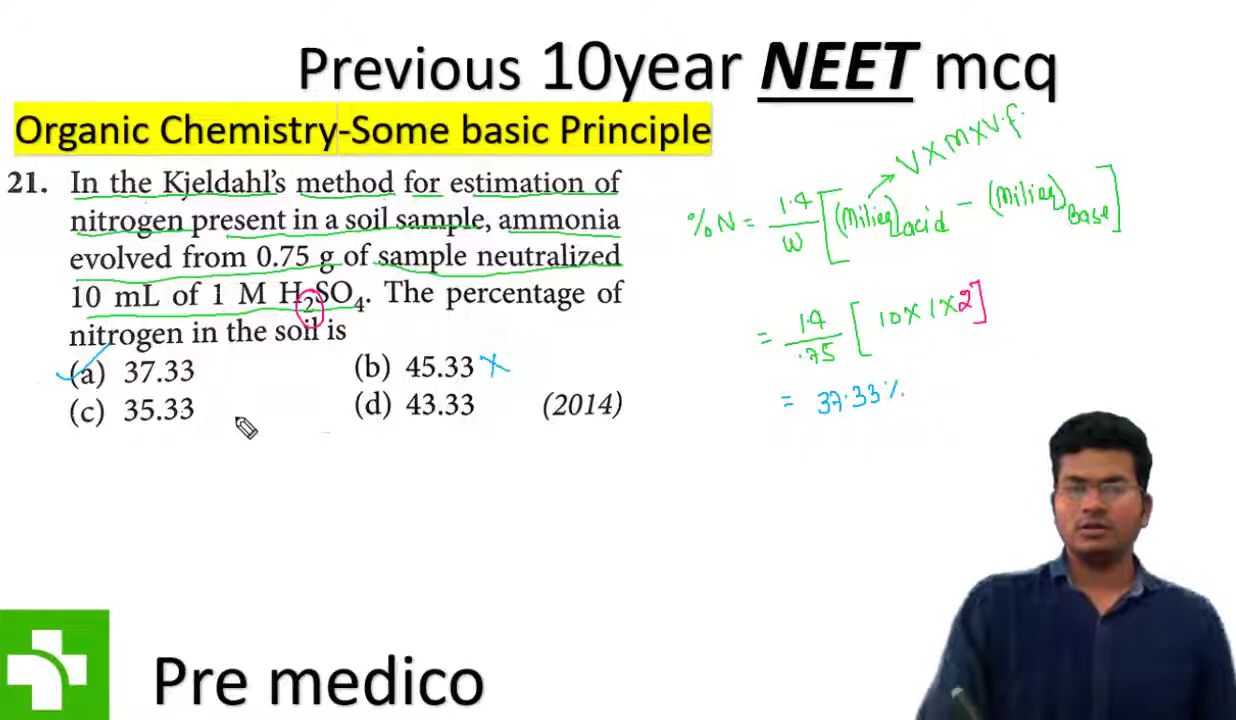 Previous 10year NEET mcq
Organic Chemistry-Some basic Principle
21. In the Kjeldahl's method for estimation of
nitrogen present in a soil sample, ammonia
evolved from 0.75 g of sample neutralized
10 mL of 1 M H₂SO₄. The percentage of
nitrogen in the soil is
(a) 37.33 (b) 45.33 x
(c) 35.33 (d) 43.33 (2014)
V×M×V.f.
%N = 1.4/W [(Milieq)acid - (Milieq)Base]
= 1.4/.75 [10×1×2]
= 37.33%
Pre medico